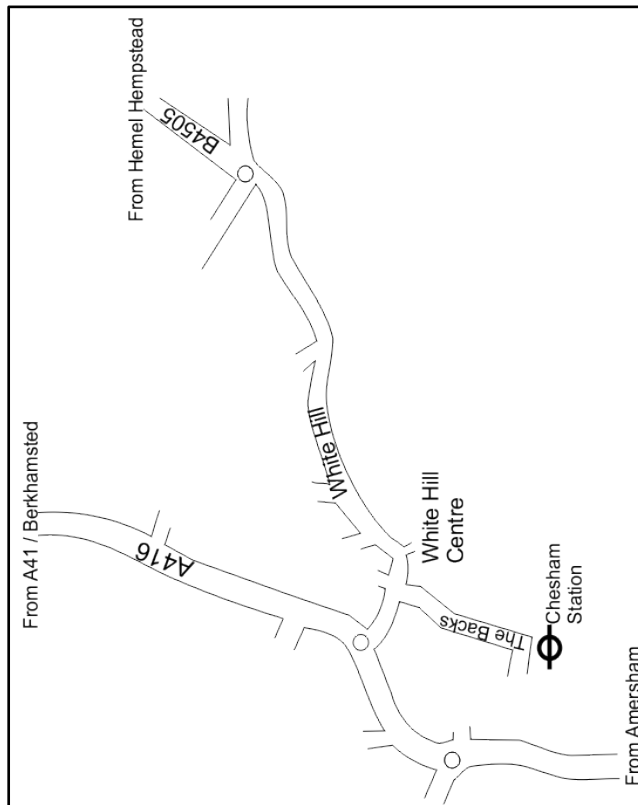 From Hemel Hempstead
B4505
From A41 / Berkhamsted
A416
White Hill
White Hill
Centre
The Backs
Chesham
Station
From Amersham